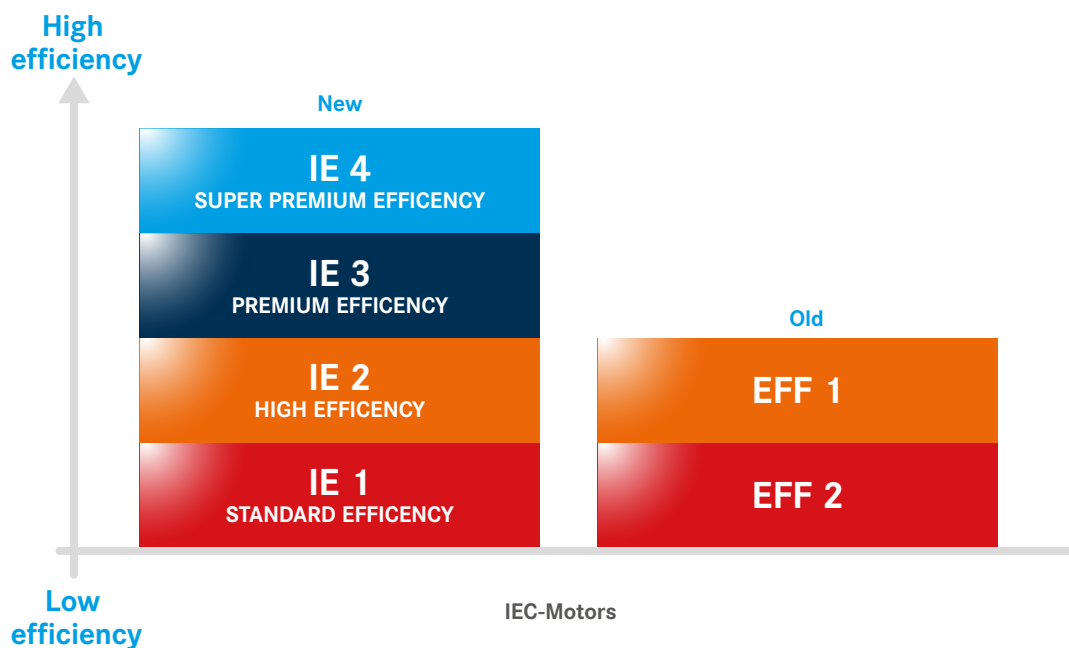 High
efficiency
New
IE 4
SUPER PREMIUM EFFICENCY
IE 3
PREMIUM EFFICENCY
IE 2
HIGH EFFICENCY
IE 1
STANDARD EFFICENCY
Old
EFF 1
EFF 2
Low
efficiency
IEC-Motors